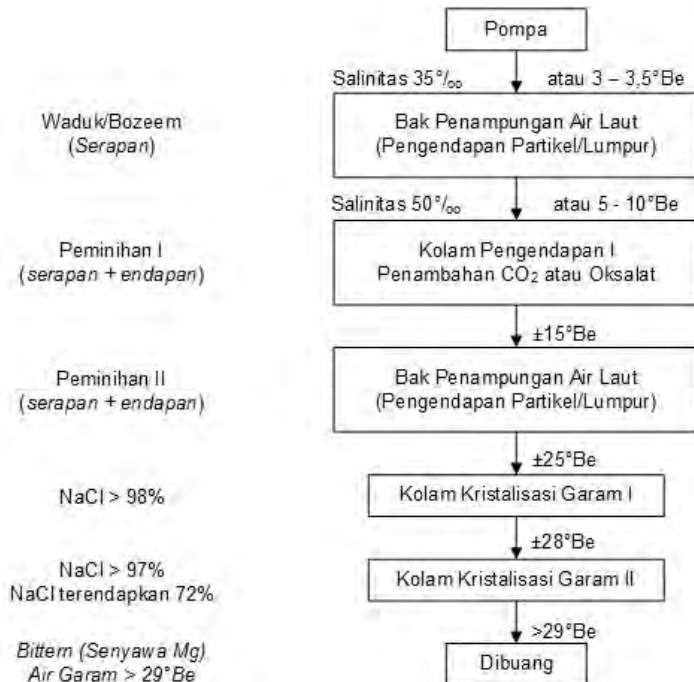 Pompa
Salinitas 35°/₀₀ atau 3 – 3,5°Be
Waduk/Bozeem
(Serapan)
Bak Penampungan Air Laut
(Pengendapan Partikel/Lumpur)
Salinitas 50°/₀₀ atau 5 - 10°Be
Peminihan I
(serapan + endapan)
Kolam Pengendapan I
Penambahan CO₂ atau Oksalat
±15°Be
Peminihan II
(serapan + endapan)
Bak Penampungan Air Laut
(Pengendapan Partikel/Lumpur)
±25°Be
NaCl > 98%
Kolam Kristalisasi Garam I
±28°Be
NaCl > 97%
NaCl terendapkan 72%
Kolam Kristalisasi Garam II
>29°Be
Bittern (Senyawa Mg)
Air Garam > 29°Be
Dibuang